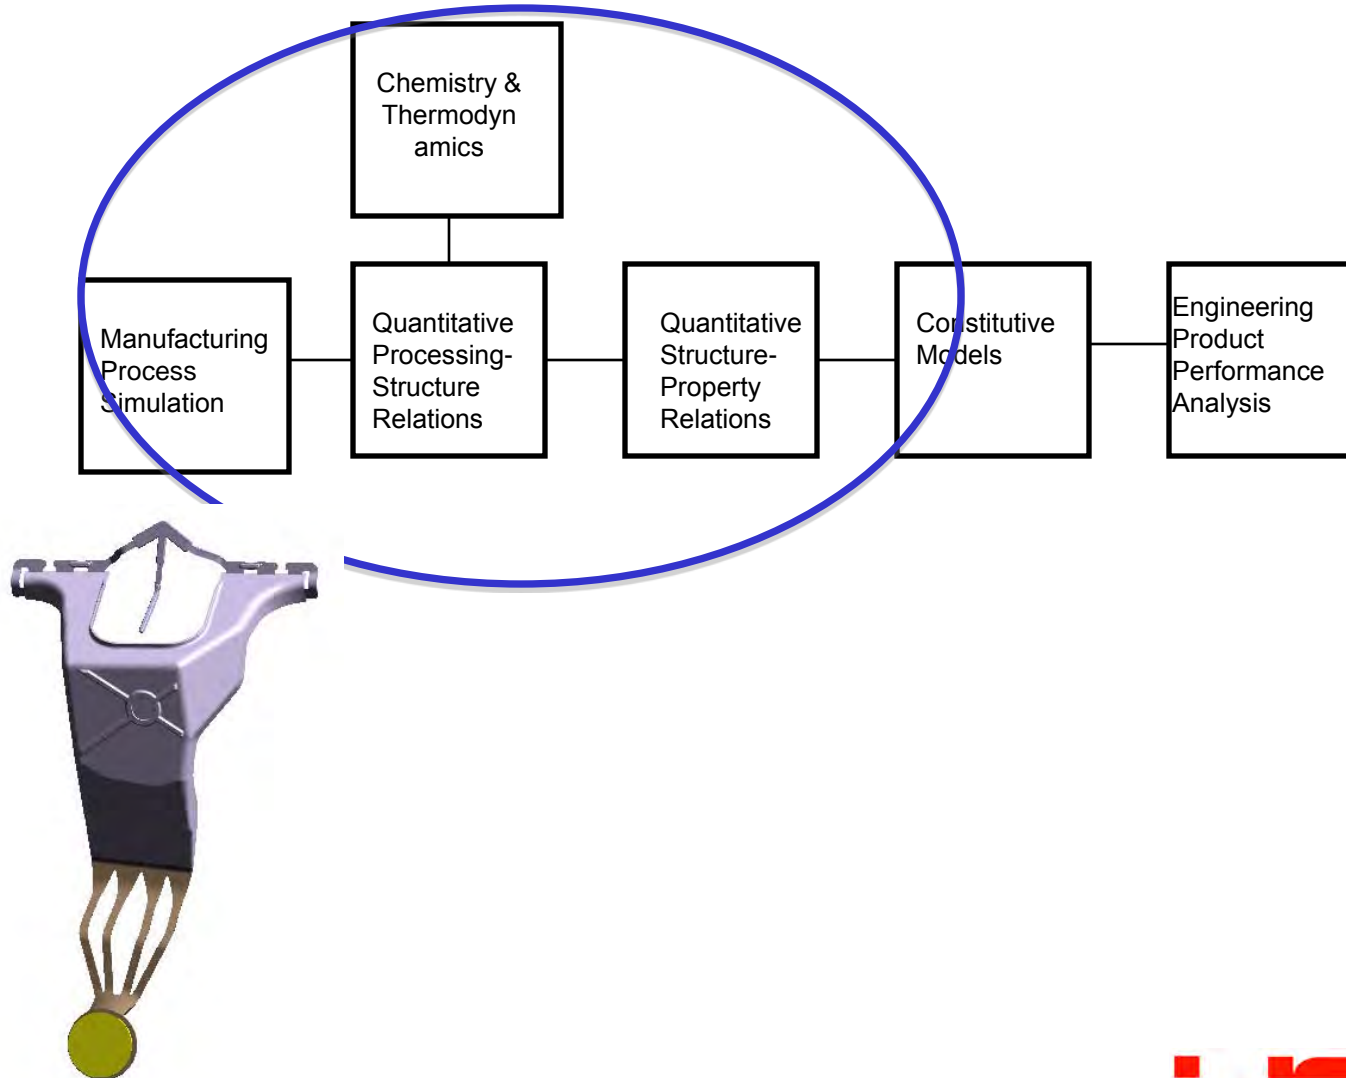 Chemistry &
Thermodyn
amics
Manufacturing
Process
Simulation
Quantitative
Processing-
Structure
Relations
Quantitative
Structure-
Property
Relations
Constitutive
Models
Engineering
Product
Performance
Analysis